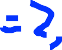 = 2,